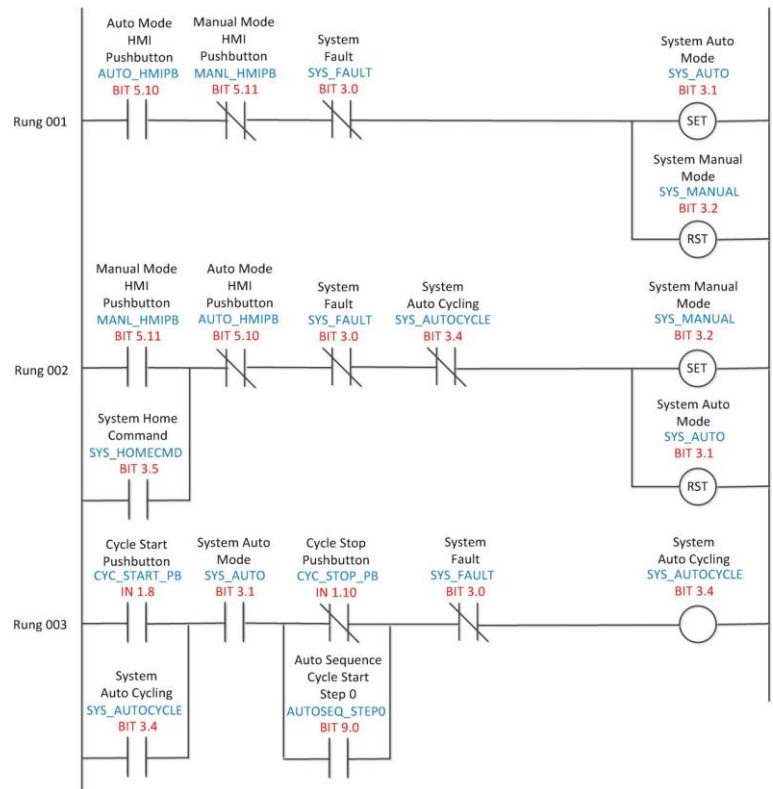 Auto Mode
HMI
Pushbutton
AUTO_HMIPB
BIT 5.10
Manual Mode
HMI
Pushbutton
MANL_HMIPB
BIT 5.11
System
Fault
SYS_FAULT
BIT 3.0
System Auto
Mode
SYS_AUTO
BIT 3.1
Rung 001
SET
System Manual
Mode
SYS_MANUAL
BIT 3.2
RST
Manual Mode
HMI
Pushbutton
MANL_HMIPB
BIT 5.11
Auto Mode
HMI
Pushbutton
AUTO_HMIPB
BIT 5.10
System
Fault
SYS_FAULT
BIT 3.0
System
Auto Cycling
SYS_AUTOCYCLE
BIT 3.4
System Manual
Mode
SYS_MANUAL
BIT 3.2
Rung 002
SET
System Home
Command
SYS_HOMECMD
BIT 3.5
System Auto
Mode
SYS_AUTO
BIT 3.1
RST
Cycle Start
Pushbutton
CYC_START_PB
IN 1.8
System Auto
Mode
SYS_AUTO
BIT 3.1
Cycle Stop
Pushbutton
CYC_STOP_PB
IN 1.10
System
Fault
SYS_FAULT
BIT 3.0
System
Auto Cycling
SYS_AUTOCYCLE
BIT 3.4
Rung 003
System
Auto Cycling
SYS_AUTOCYCLE
BIT 3.4
Auto Sequence
Cycle Start
Step 0
AUTOSEQ_STEP0
BIT 9.0